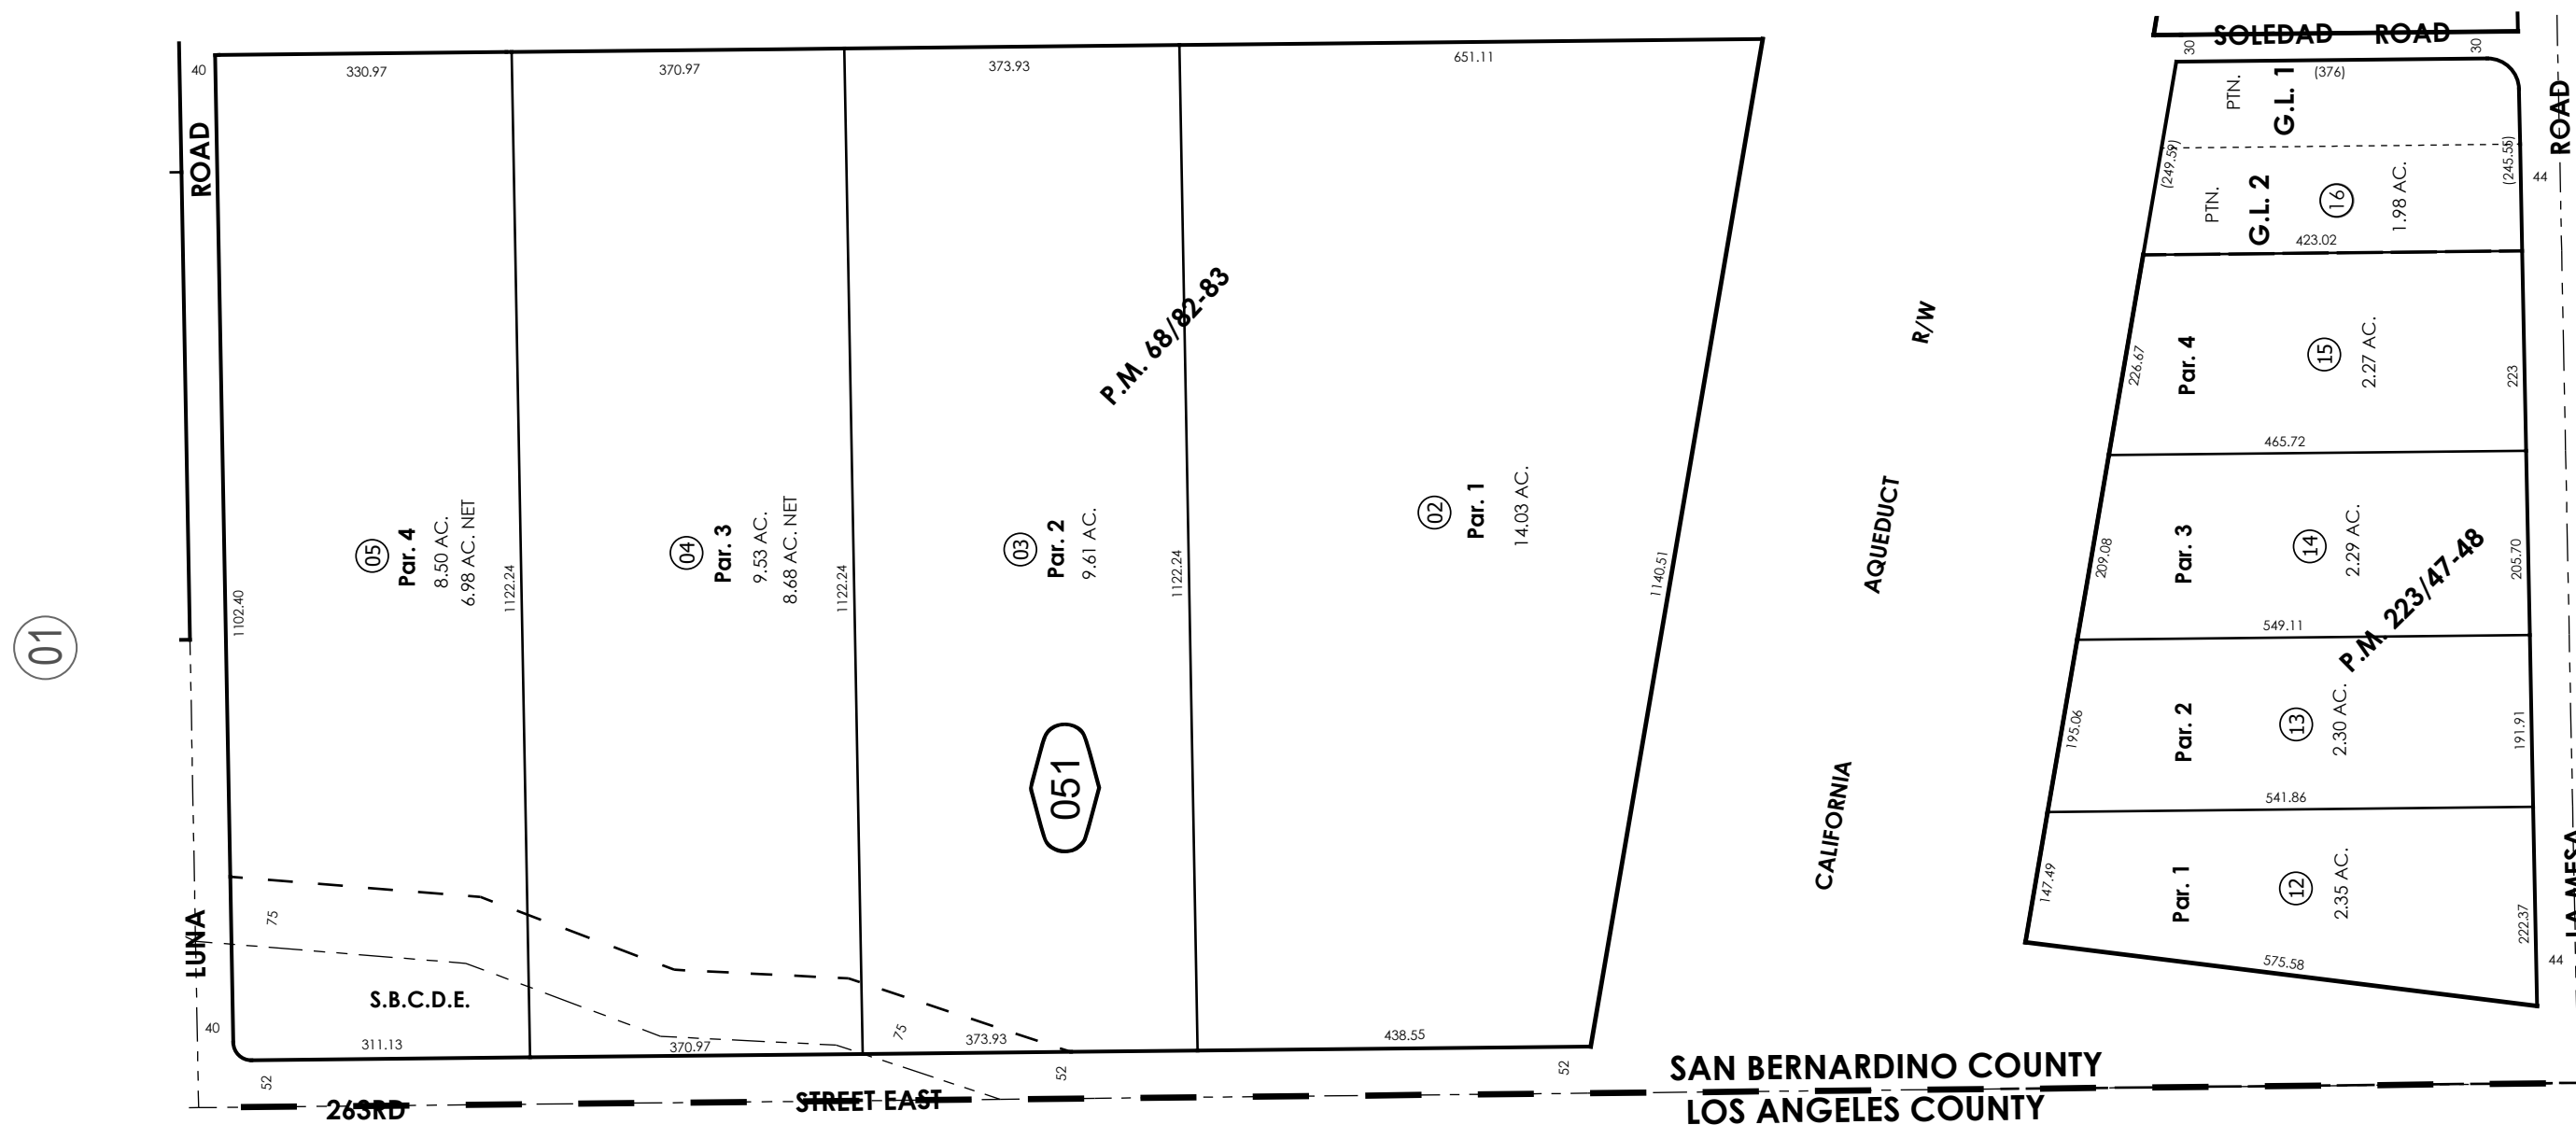 SOLEDAD ROAD
30
30
40
330.97
370.97
373.93
651.11
(376)
ROAD
ROAD
PTN.
G.L. 1
(249.59)
(245.55)
44
PTN.
G.L. 2
16
1.98 AC.
423.02
P.M. 68/82-83
R/W
226.67
Par. 4
15
2.27 AC.
223
465.72
05
Par. 4
8.50 AC.
6.98 AC. NET
1122.24
04
Par. 3
9.53 AC.
8.68 AC. NET
1122.24
03
Par. 2
9.61 AC.
1122.24
02
Par. 1
14.03 AC.
1140.51
AQUEDUCT
209.08
Par. 3
14
2.29 AC.
205.70
549.11
P.M. 223/47-48
01
1102.40
195.06
Par. 2
13
2.30 AC.
191.91
541.86
051
CALIFORNIA
147.49
Par. 1
12
2.35 AC.
222.37
LA MESA
44
575.58
75
LUNA
S.B.C.D.E.
40
311.13
370.97
75
373.93
438.55
52
52
52
263RD STREET EAST
SAN BERNARDINO COUNTY
LOS ANGELES COUNTY